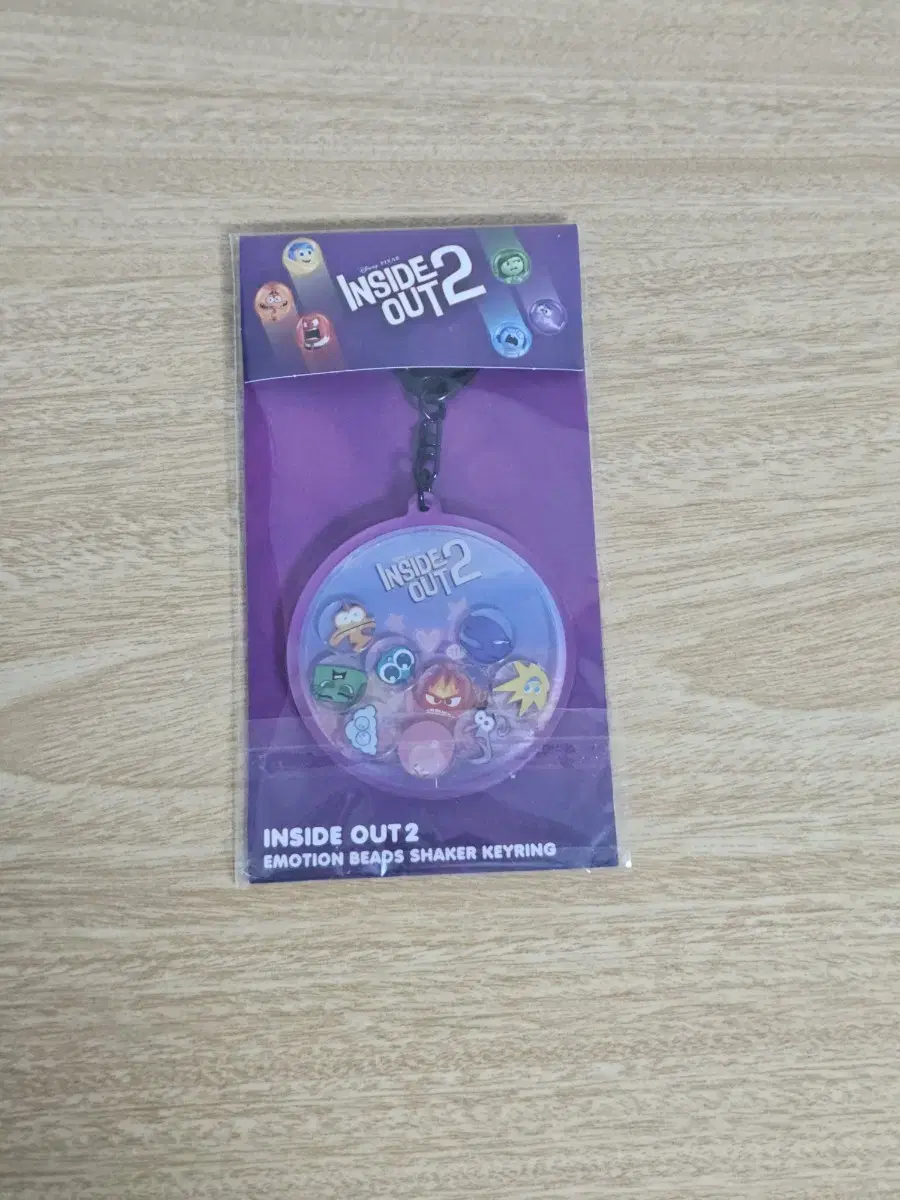 Disney PIXAR
INSIDE
OUT 2
INSIDE
OUT 2
INSIDE OUT 2
EMOTION BEADS SHAKER KEYRING